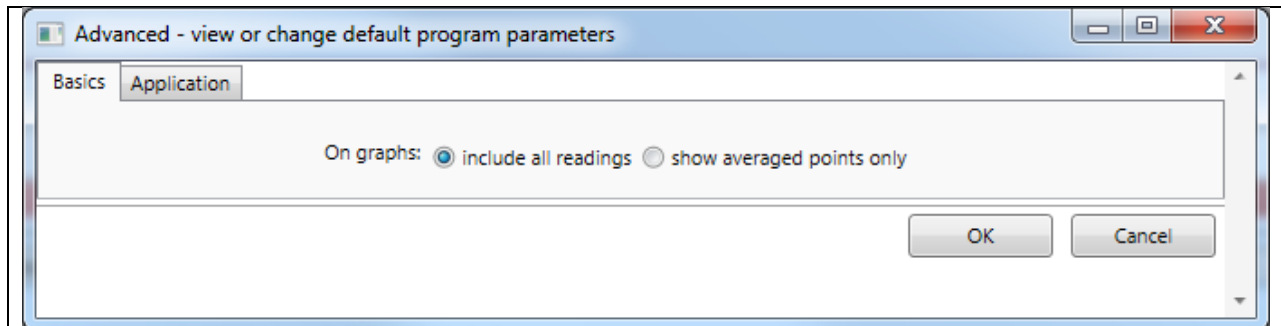 Advanced - view or change default program parameters
Basics Application
On graphs: include all readings show averaged points only
OK Cancel